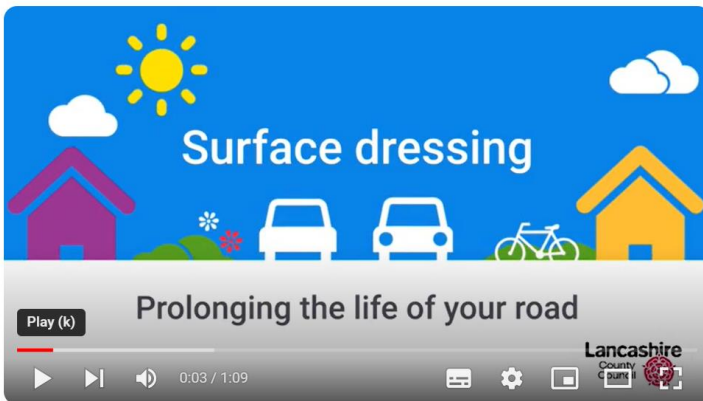 Surface dressing
Prolonging the life of your road
Play (k)
Lancashire
County
Council
0:03 / 1:09